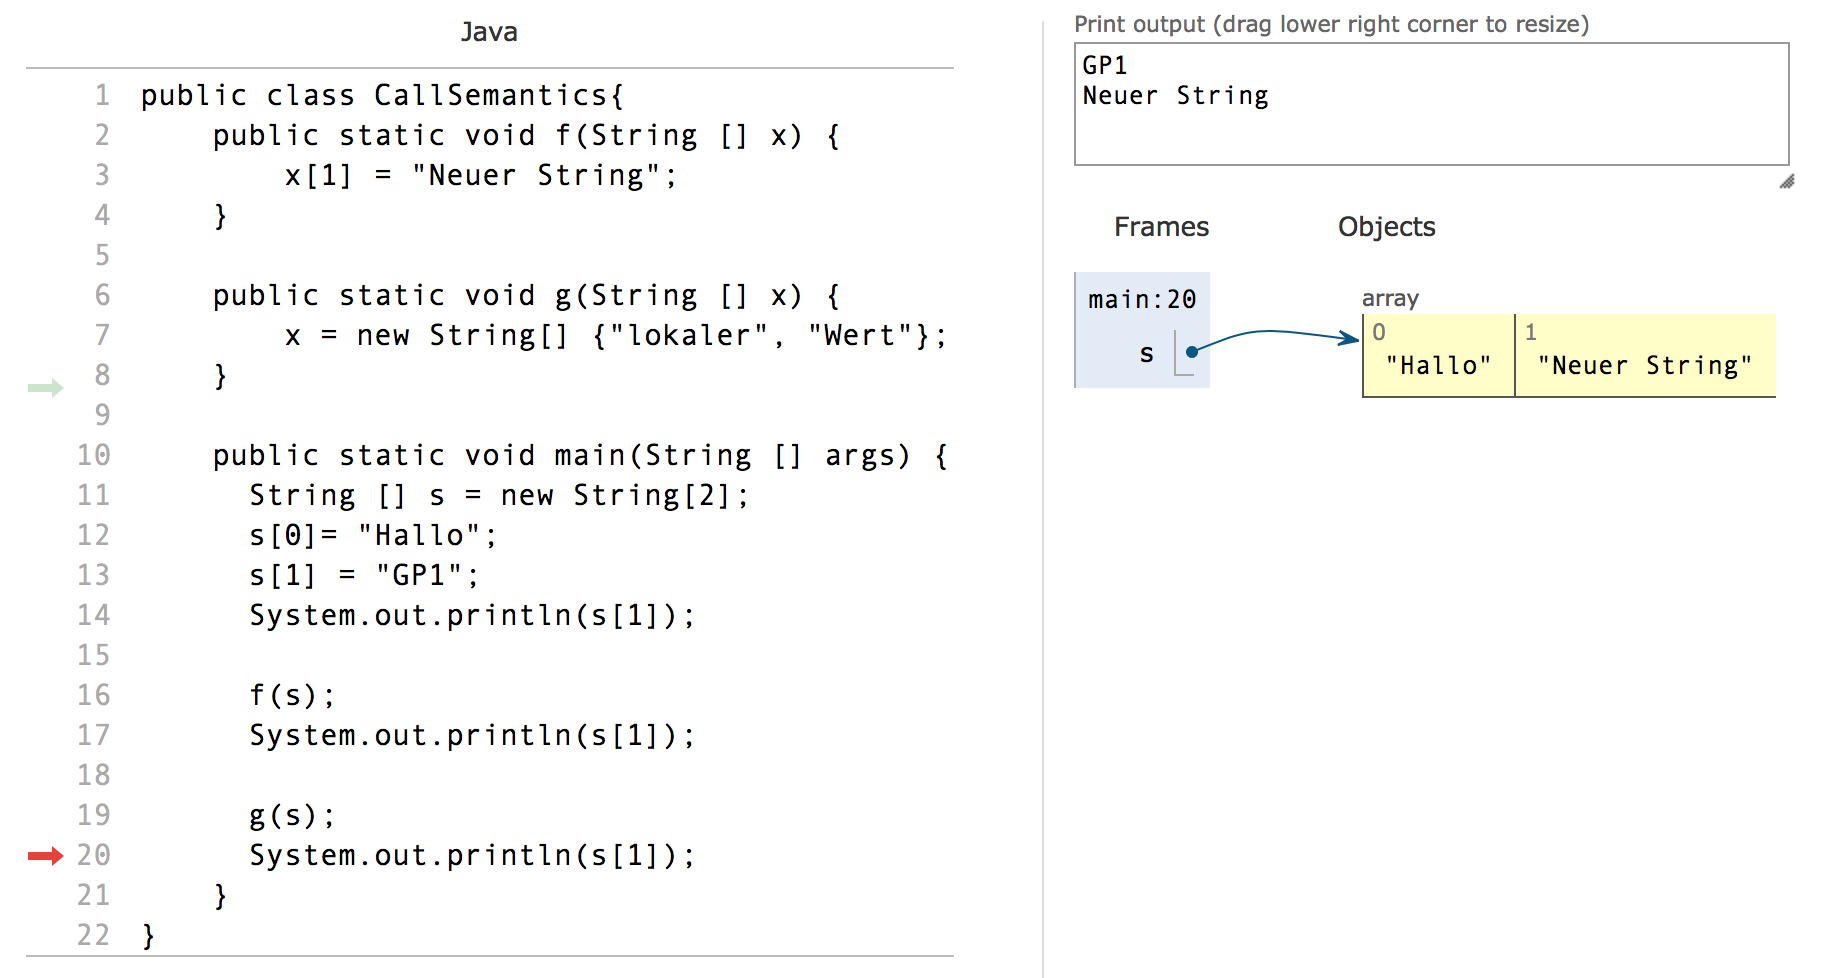 Java
1 public class CallSemantics{
2 public static void f(String [] x) {
3 x[1] = "Neuer String";
4 }
5
6 public static void g(String [] x) {
7 x = new String[] {"lokaler", "Wert"};
8 }
9
10 public static void main(String [] args) {
11 String [] s = new String[2];
12 s[0]= "Hallo";
13 s[1] = "GP1";
14 System.out.println(s[1]);
15
16 f(s);
17 System.out.println(s[1]);
18
19 g(s);
20 System.out.println(s[1]);
21 }
22 }
Print output (drag lower right corner to resize)
GP1
Neuer String
Frames Objects
main:20
s
array
0 1
"Hallo" "Neuer String"